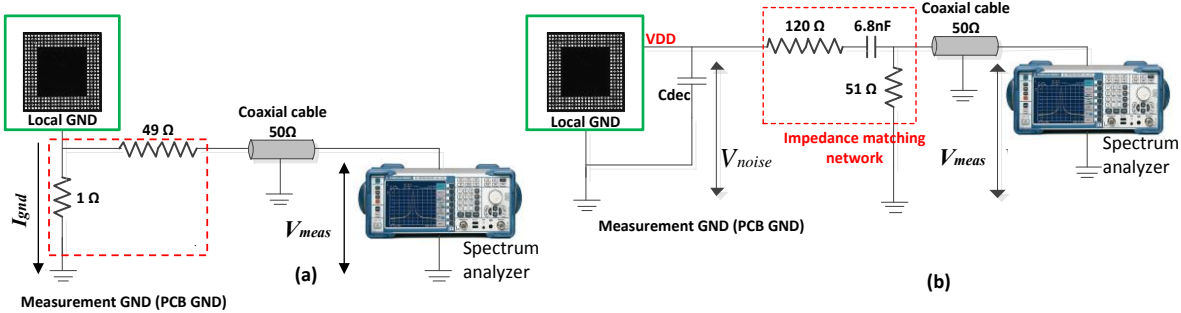 Local GND
49 Ω
Coaxial cable
50Ω
1 Ω
Ignd
Vmeas
Spectrum
analyzer
(a)
Measurement GND (PCB GND)
VDD
120 Ω
6.8nF
Coaxial cable
50Ω
Local GND
Cdec
51 Ω
Impedance matching
network
Vnoise
Vmeas
Spectrum
analyzer
Measurement GND (PCB GND)
(b)